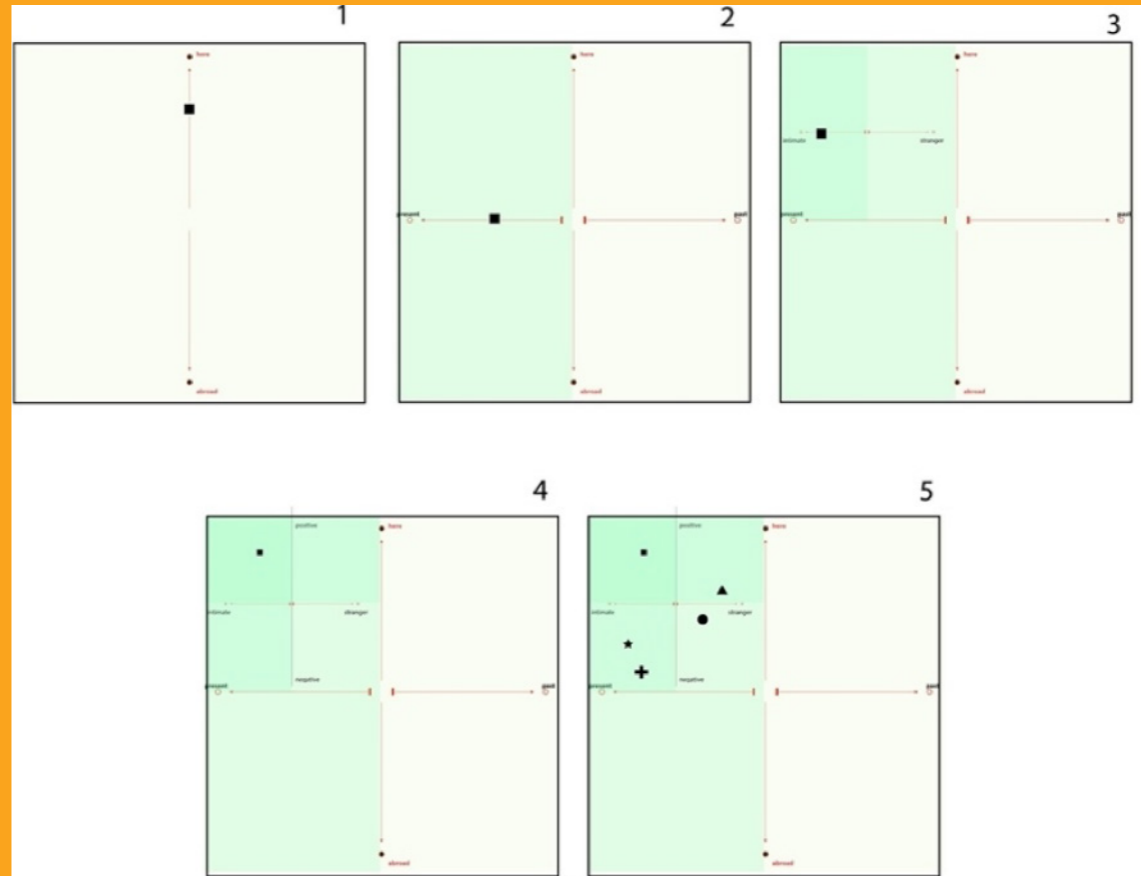 1
here
abroad
2
here
present
past
abroad
3
here
intimate
stranger
present
past
abroad
4
positive
here
intimate
stranger
negative
present
past
abroad
5
positive
here
intimate
stranger
negative
present
past
abroad